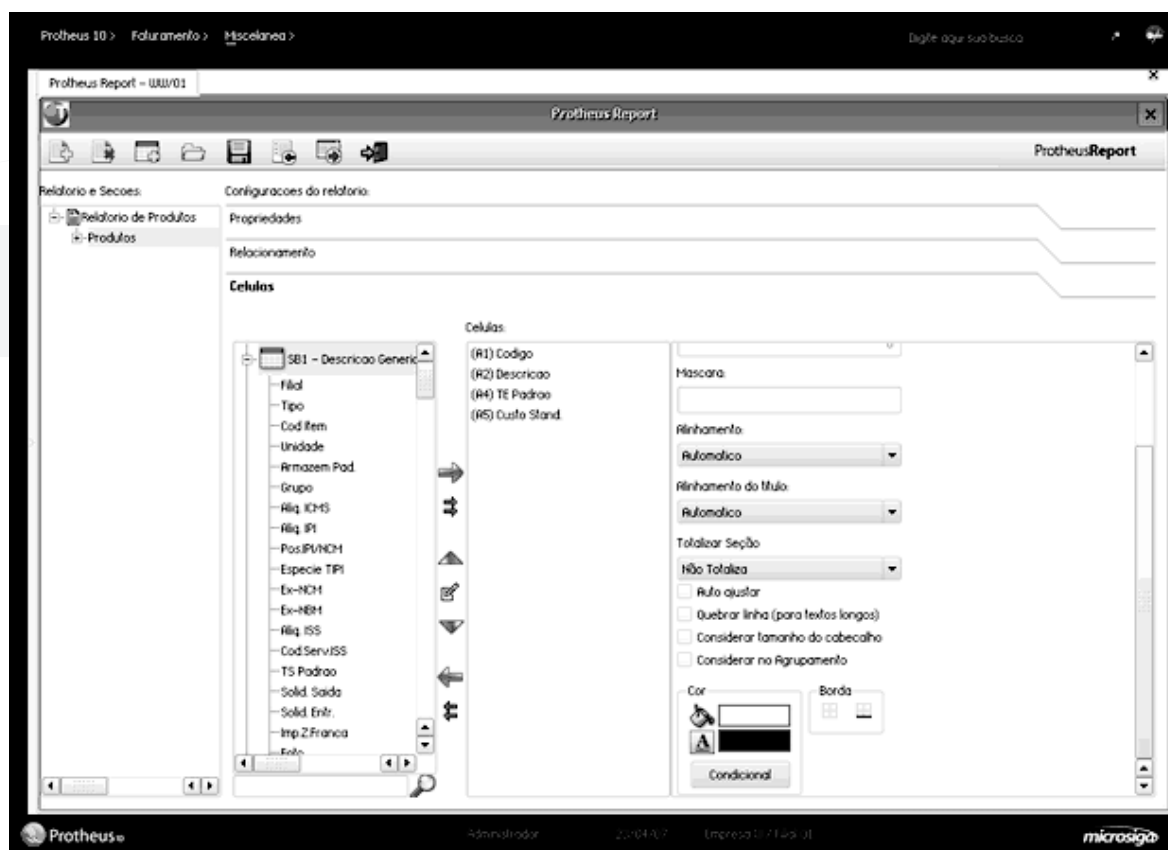 Protheus 10 > Faturamento > Miscelanea >
Digite aqui sua busca
Protheus Report - WW/01
Protheus Report
ProtheusReport
Relatorio e Secoes:
Relatorio de Produtos
Produtos
Configuracoes do relatorio:
Propriedades
Relacionamento
Celulas
SB1 - Descricao Generic
Filial
Tipo
Cod Item
Unidade
Armazem Pad.
Grupo
Aliq. ICMS
Aliq. IPI
Pos.IPI/NCM
Especie TIPI
Ex-NCM
Ex-NBM
Aliq. ISS
Cod.Serv.ISS
TS Padrao
Solid. Saida
Solid. Entr.
Imp.Z.Franca
Celulas:
(A1) Codigo
(A2) Descricao
(A4) TE Padrao
(A5) Custo Stand.
Mascara:
Alinhamento:
Automatico
Alinhamento do titulo:
Automatico
Totalizar Seção
Não Totaliza
Auto ajustar
Quebrar linha (para textos longos)
Considerar tamanho do cabecalho
Considerar no Agrupamento
Cor
Borda
A
Condicional
Protheus
Administrador
microsiga